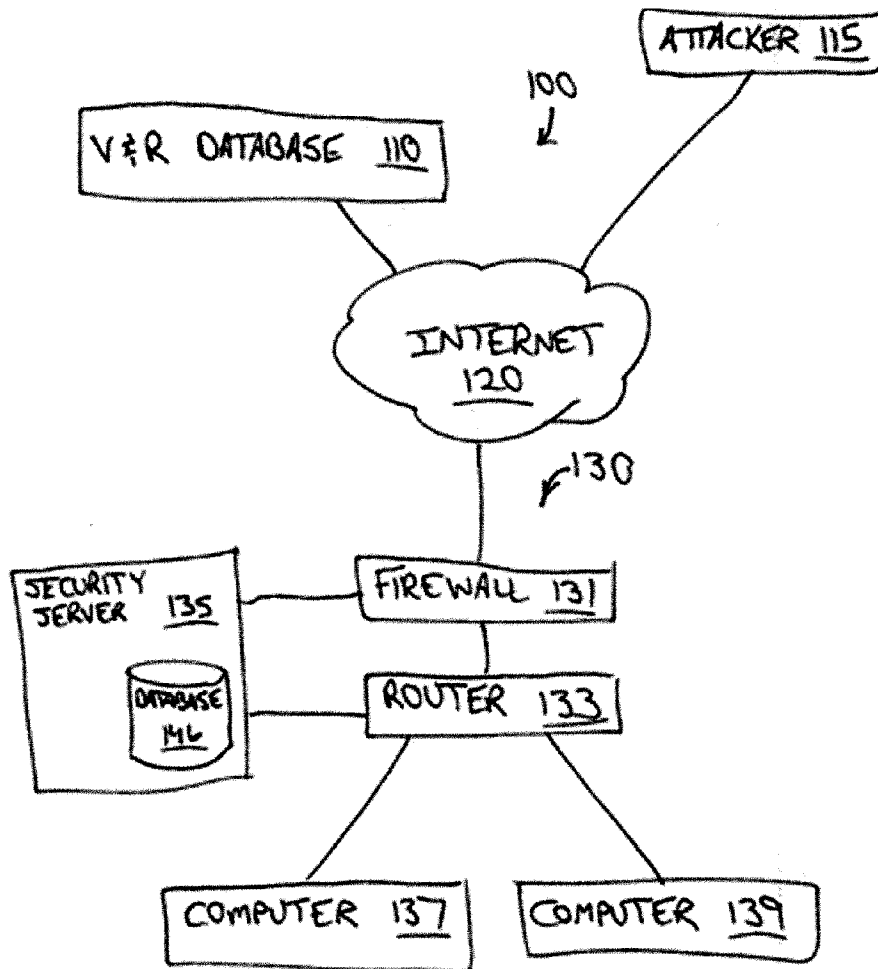 ATTACKER 115
100
V & R DATABASE 110
INTERNET
120
130
SECURITY
SERVER 135
FIREWALL 131
DATABASE
146
ROUTER 133
COMPUTER 137
COMPUTER 139